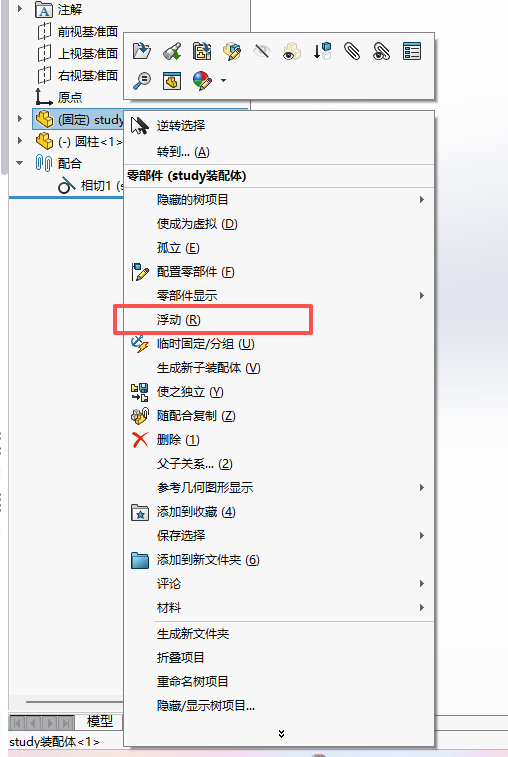 注解
前视基准面
上视基准面
右视基准面
原点
(固定) study
(-) 圆柱<1>
配合
相切1 (s
逆转选择
转到... (A)
零部件 (study装配体)
隐藏的树项目
使成为虚拟 (D)
孤立 (E)
配置零部件 (F)
零部件显示
浮动 (R)
临时固定/分组 (U)
生成新子装配体 (V)
使之独立 (Y)
随配合复制 (Z)
删除 (1)
父子关系... (2)
参考几何图形显示
添加到收藏 (4)
保存选择
添加到新文件夹 (6)
评论
材料
生成新文件夹
折叠项目
重命名树项目
隐藏/显示树项目...
模型
study装配体<1>